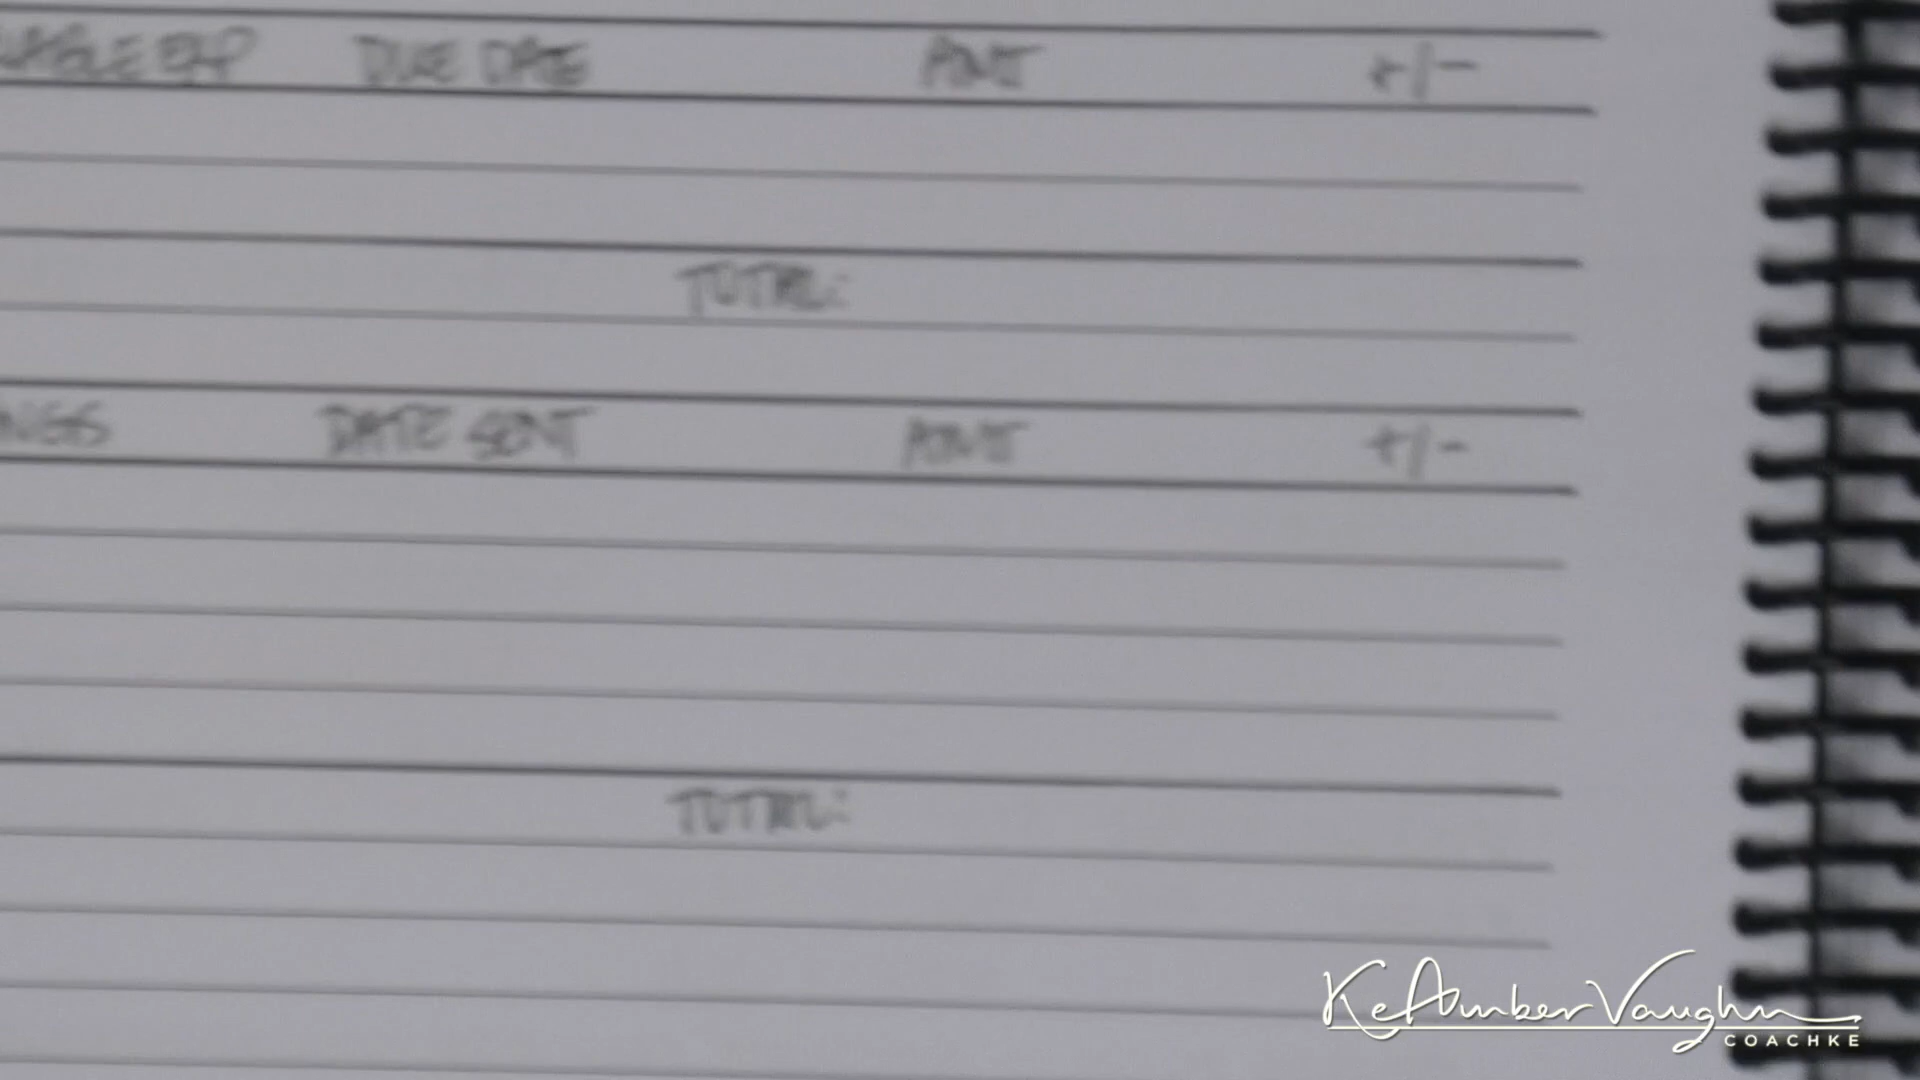 DUE DATE AMT +/-
TOTAL:
DATE SENT AMT +/-
TOTAL:
KeAmber Vaughn
COACHKE